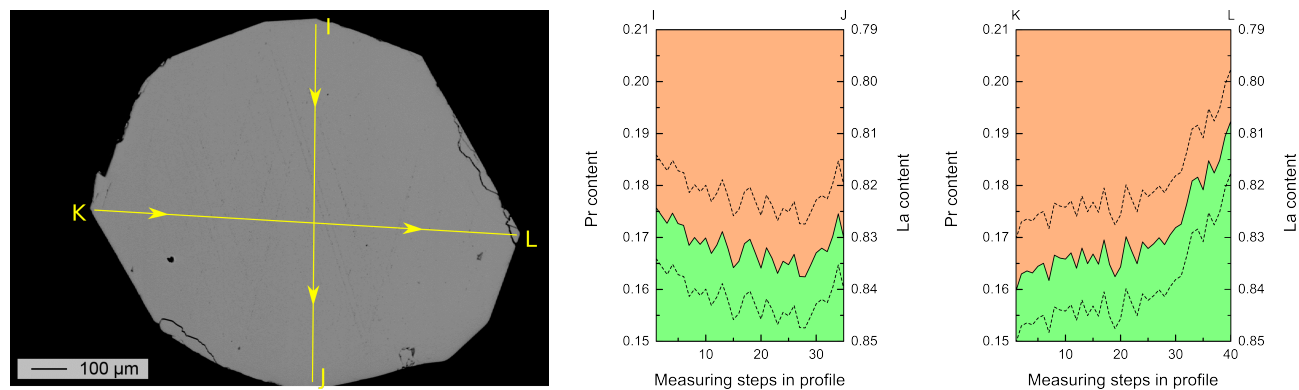 I
K
L
J
100 µm
I J
0.21 0.79
0.20 0.80
0.19 0.81
0.18 0.82
0.17 0.83
0.16 0.84
0.15 0.85
Pr content
La content
10 20 30
Measuring steps in profile
K L
0.21 0.79
0.20 0.80
0.19 0.81
0.18 0.82
0.17 0.83
0.16 0.84
0.15 0.85
Pr content
La content
10 20 30 40
Measuring steps in profile